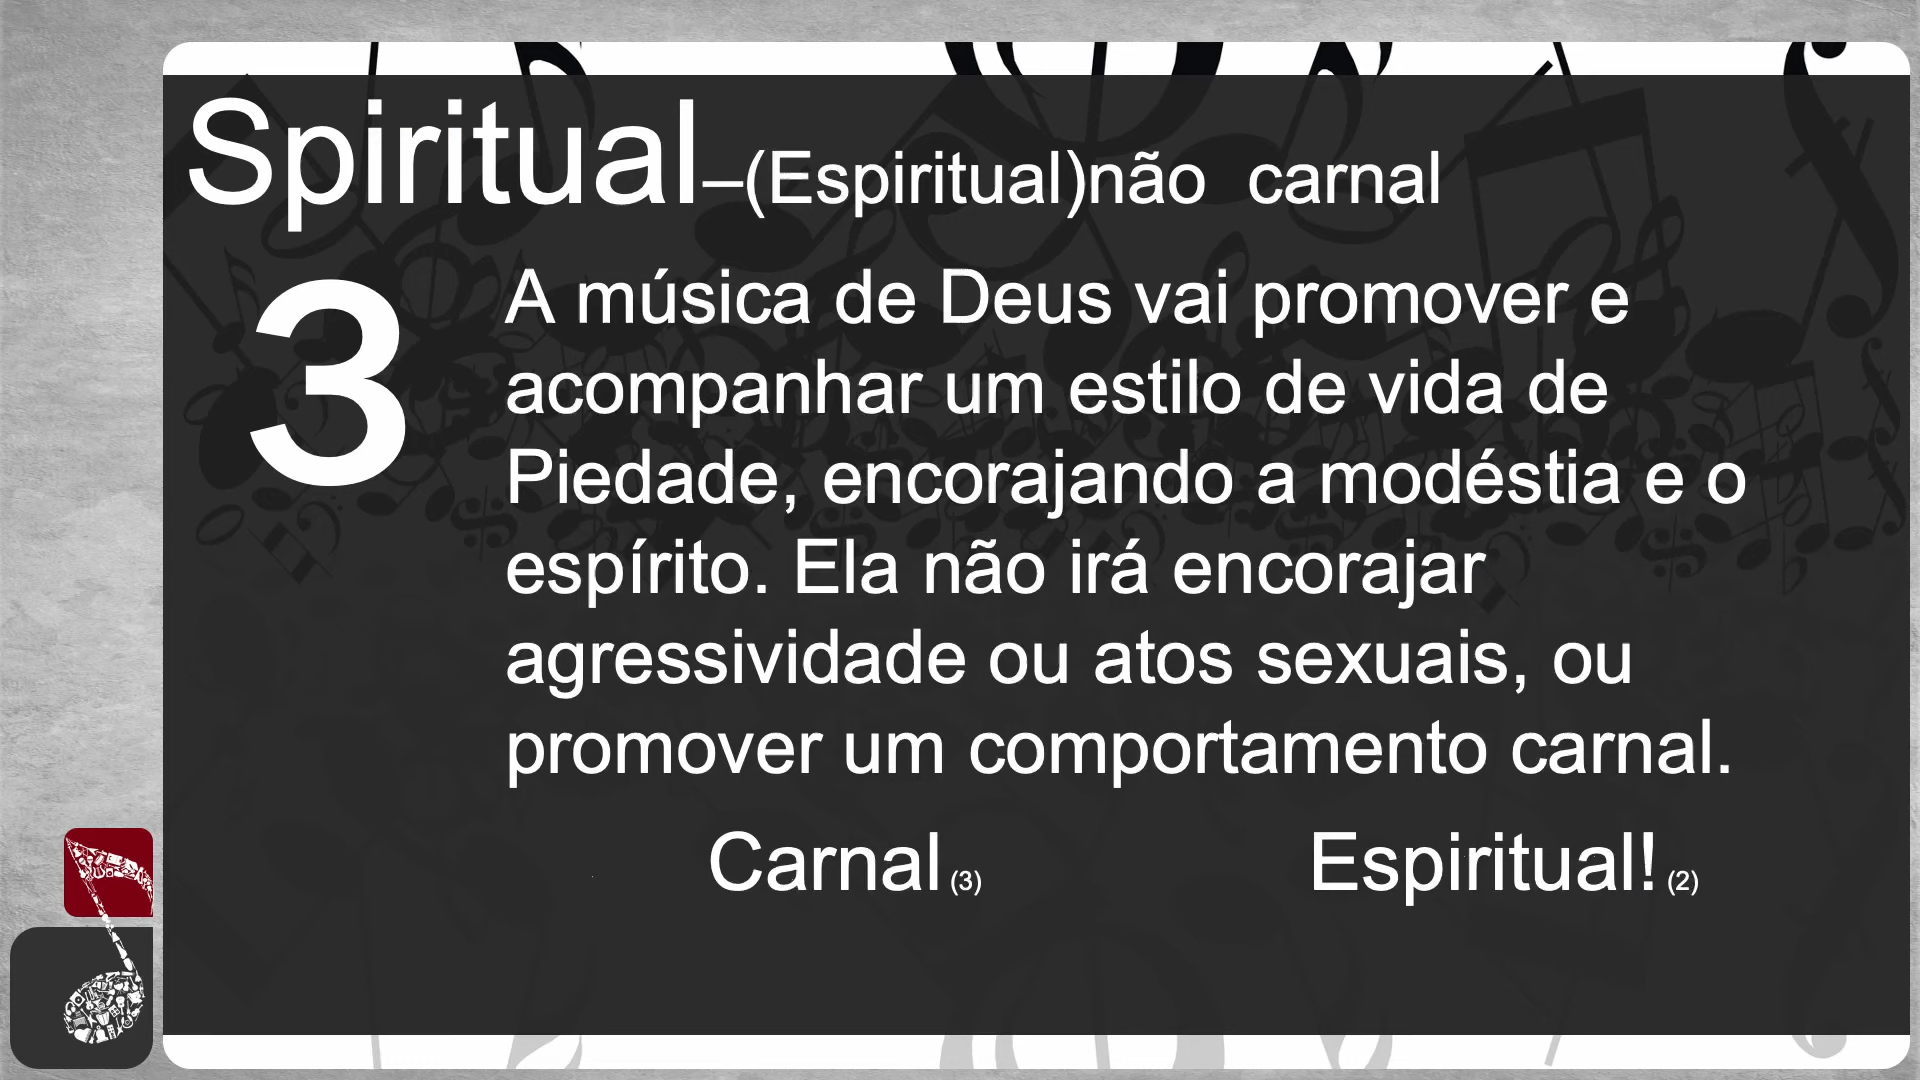 Spiritual–(Espiritual)não carnal
3
A música de Deus vai promover e
acompanhar um estilo de vida de
Piedade, encorajando a modéstia e o
espírito. Ela não irá encorajar
agressividade ou atos sexuais, ou
promover um comportamento carnal.
Carnal (3) Espiritual! (2)